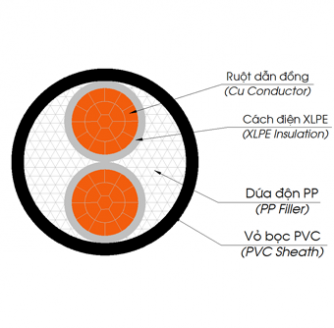 Ruột dẫn đồng
(Cu Conductor)
Cách điện XLPE
(XLPE Insulation)
Dứa độn PP
(PP Filler)
Vỏ bọc PVC
(PVC Sheath)